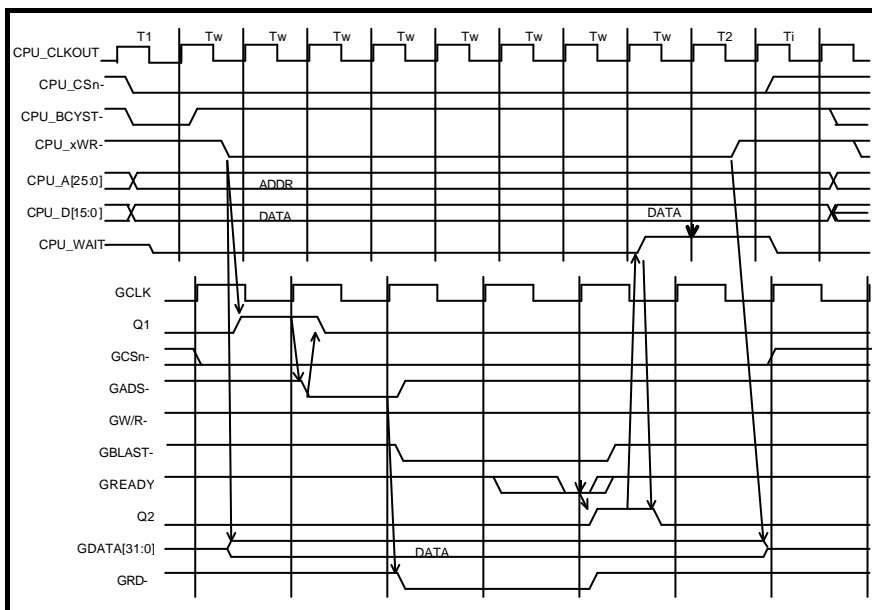 T1 Tw Tw Tw Tw Tw Tw Tw T2 Ti
CPU_CLKOUT
CPU_CSn-
CPU_BCYST-
CPU_xWR-
CPU_A[25:0] ADDR
CPU_D[15:0] DATA DATA
CPU_WAIT
GCLK
Q1
GCSn-
GADS-
GW/R-
GBLAST-
GREADY
Q2
GDATA[31:0] DATA
GRD-